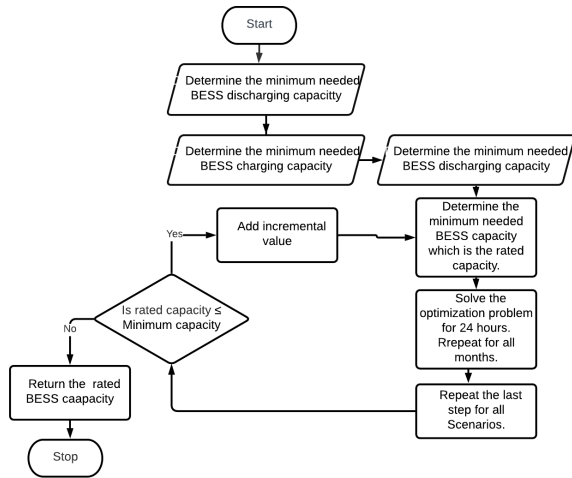 Start
Determine the minimum needed
BESS discharging capacitty
Determine the minimum needed
BESS charging capacity
Determine the minimum needed
BESS discharging capacity
Determine the
minimum needed
BESS capacity
which is the rated
capacity.
Yes
Add incremental
value
Solve the
optimization problem
for 24 hours.
Rrepeat for all
months.
Is rated capacity ≤
Minimum capacity
No
Return the rated
BESS caapacity
Repeat the last
step for all
Scenarios.
Stop